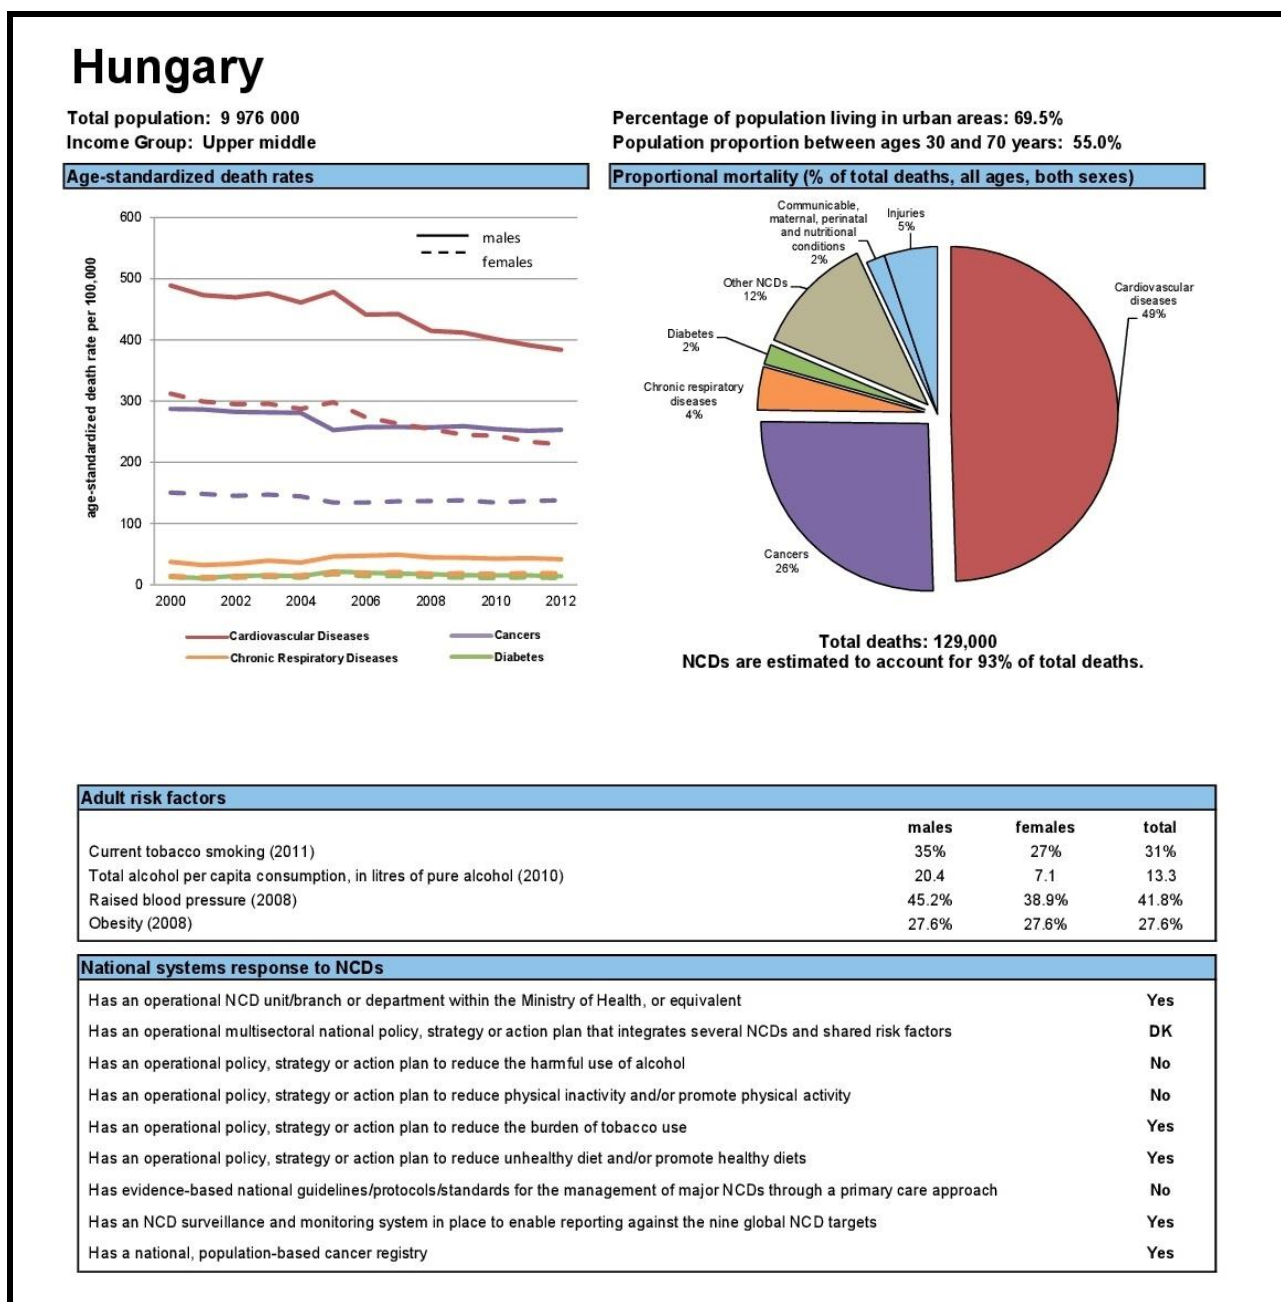 Hungary
Total population: 9 976 000
Income Group: Upper middle
Percentage of population living in urban areas: 69.5%
Population proportion between ages 30 and 70 years: 55.0%
Age-standardized death rates
age-standardized death rate per 100,000
600
500
400
300
200
100
0
males
females
2000 2002 2004 2006 2008 2010 2012
Cardiovascular Diseases
Cancers
Chronic Respiratory Diseases
Diabetes
Proportional mortality (% of total deaths, all ages, both sexes)
Communicable,
maternal, perinatal
and nutritional
conditions
2%
Injuries
5%
Other NCDs
12%
Cardiovascular
diseases
49%
Diabetes
2%
Chronic respiratory
diseases
4%
Cancers
26%
Total deaths: 129,000
NCDs are estimated to account for 93% of total deaths.
Adult risk factors
males females total
Current tobacco smoking (2011) 35% 27% 31%
Total alcohol per capita consumption, in litres of pure alcohol (2010) 20.4 7.1 13.3
Raised blood pressure (2008) 45.2% 38.9% 41.8%
Obesity (2008) 27.6% 27.6% 27.6%
National systems response to NCDs
Has an operational NCD unit/branch or department within the Ministry of Health, or equivalent Yes
Has an operational multisectoral national policy, strategy or action plan that integrates several NCDs and shared risk factors DK
Has an operational policy, strategy or action plan to reduce the harmful use of alcohol No
Has an operational policy, strategy or action plan to reduce physical inactivity and/or promote physical activity No
Has an operational policy, strategy or action plan to reduce the burden of tobacco use Yes
Has an operational policy, strategy or action plan to reduce unhealthy diet and/or promote healthy diets Yes
Has evidence-based national guidelines/protocols/standards for the management of major NCDs through a primary care approach No
Has an NCD surveillance and monitoring system in place to enable reporting against the nine global NCD targets Yes
Has a national, population-based cancer registry Yes